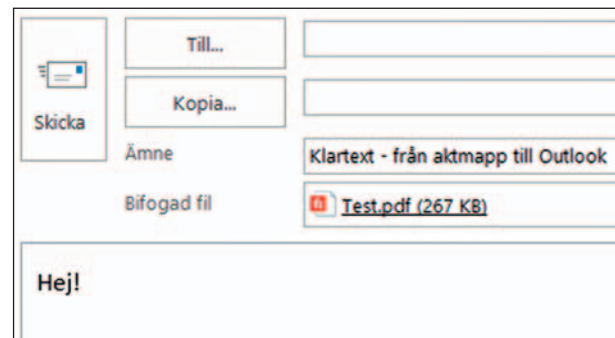 Till...
Kopia...
Skicka
Ämne Klartext - från aktmapp till Outlook
Bifogad fil Test.pdf (267 KB)
Hej!